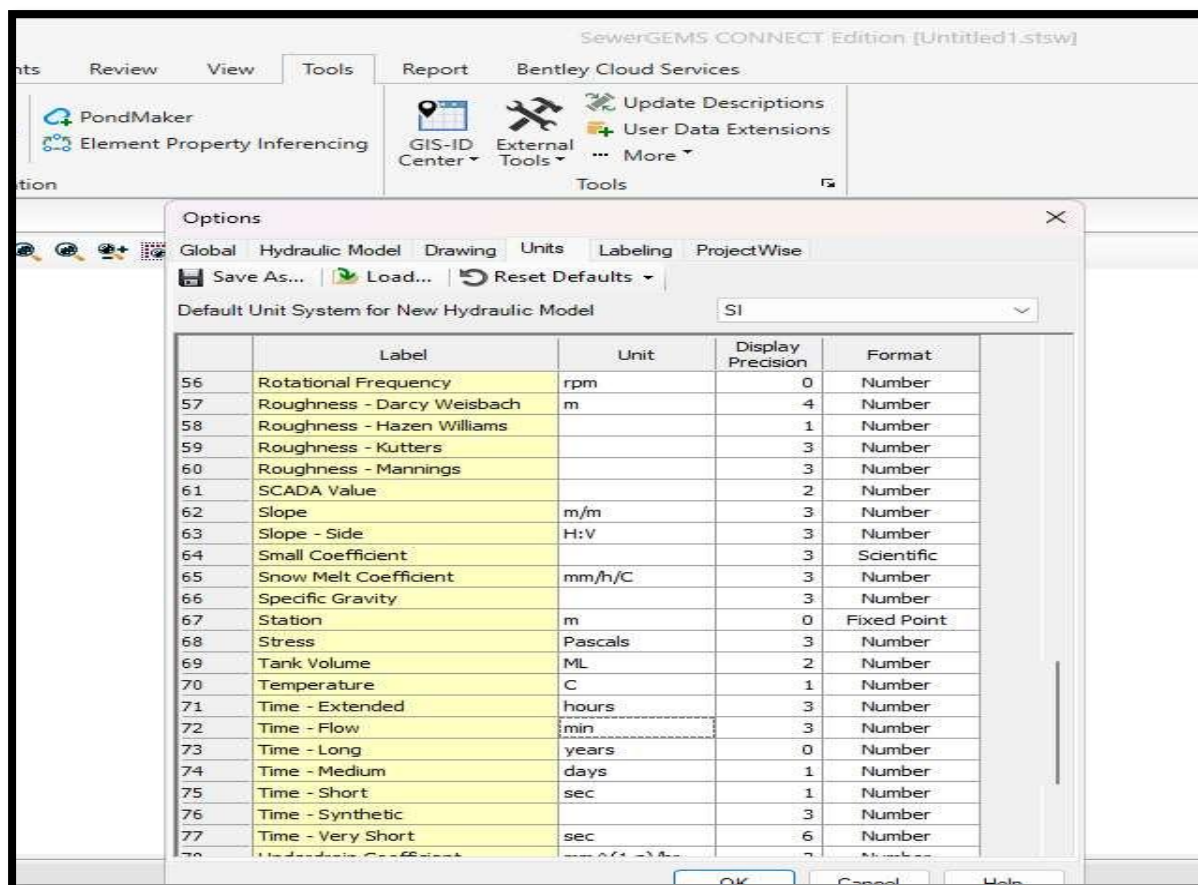 SewerGEMS CONNECT Edition [Untitled1.stsw]
nts Review View Tools Report Bentley Cloud Services
PondMaker
Element Property Inferencing
GIS-ID Center
External Tools
Update Descriptions
User Data Extensions
More
tion Tools
Options
Global Hydraulic Model Drawing Units Labeling ProjectWise
Save As... Load... Reset Defaults
Default Unit System for New Hydraulic Model SI
Label Unit Display Precision Format
56 Rotational Frequency rpm 0 Number
57 Roughness - Darcy Weisbach m 4 Number
58 Roughness - Hazen Williams 1 Number
59 Roughness - Kutters 3 Number
60 Roughness - Mannings 3 Number
61 SCADA Value 2 Number
62 Slope m/m 3 Number
63 Slope - Side H:V 3 Number
64 Small Coefficient 3 Scientific
65 Snow Melt Coefficient mm/h/C 3 Number
66 Specific Gravity 3 Number
67 Station m 0 Fixed Point
68 Stress Pascals 3 Number
69 Tank Volume ML 2 Number
70 Temperature C 1 Number
71 Time - Extended hours 3 Number
72 Time - Flow min 3 Number
73 Time - Long years 0 Number
74 Time - Medium days 1 Number
75 Time - Short sec 1 Number
76 Time - Synthetic 3 Number
77 Time - Very Short sec 6 Number
OK Cancel Help